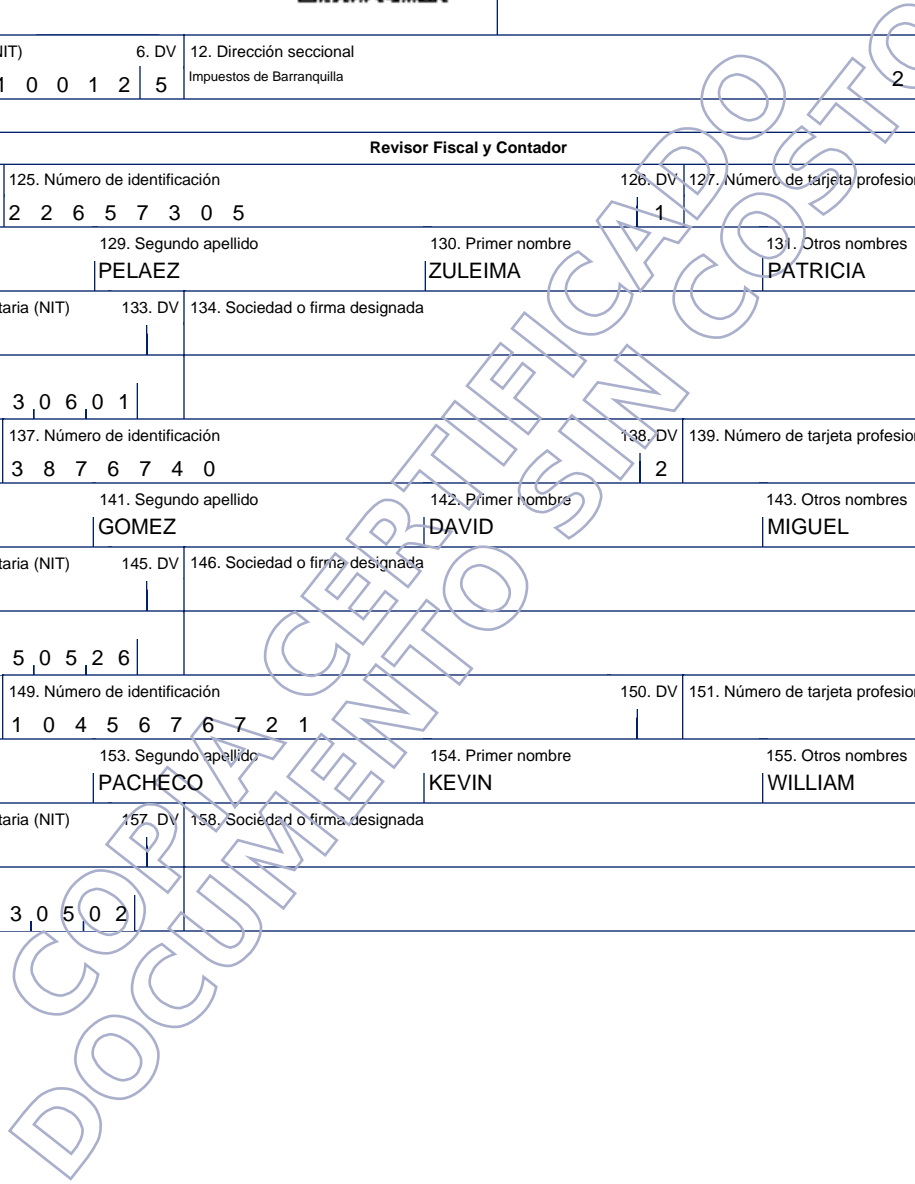 IT) 6. DV 12. Dirección seccional
1 0 0 1 2 5 Impuestos de Barranquilla 2
Revisor Fiscal y Contador
125. Número de identificación 126. DV 127. Número de tarjeta profesion
2 2 6 5 7 3 0 5 1
129. Segundo apellido 130. Primer nombre 131. Otros nombres
PELAEZ ZULEIMA PATRICIA
taria (NIT) 133. DV 134. Sociedad o firma designada
3 0 6 0 1
137. Número de identificación 138. DV 139. Número de tarjeta profesion
3 8 7 6 7 4 0 2
141. Segundo apellido 142. Primer nombre 143. Otros nombres
GOMEZ DAVID MIGUEL
taria (NIT) 145. DV 146. Sociedad o firma designada
5 0 5 2 6
149. Número de identificación 150. DV 151. Número de tarjeta profesion
1 0 4 5 6 7 6 7 2 1
153. Segundo apellido 154. Primer nombre 155. Otros nombres
PACHECO KEVIN WILLIAM
taria (NIT) 157. DV 158. Sociedad o firma designada
3 0 5 0 2
COPIA CERTIFICADO
DOCUMENTO SIN COSTO